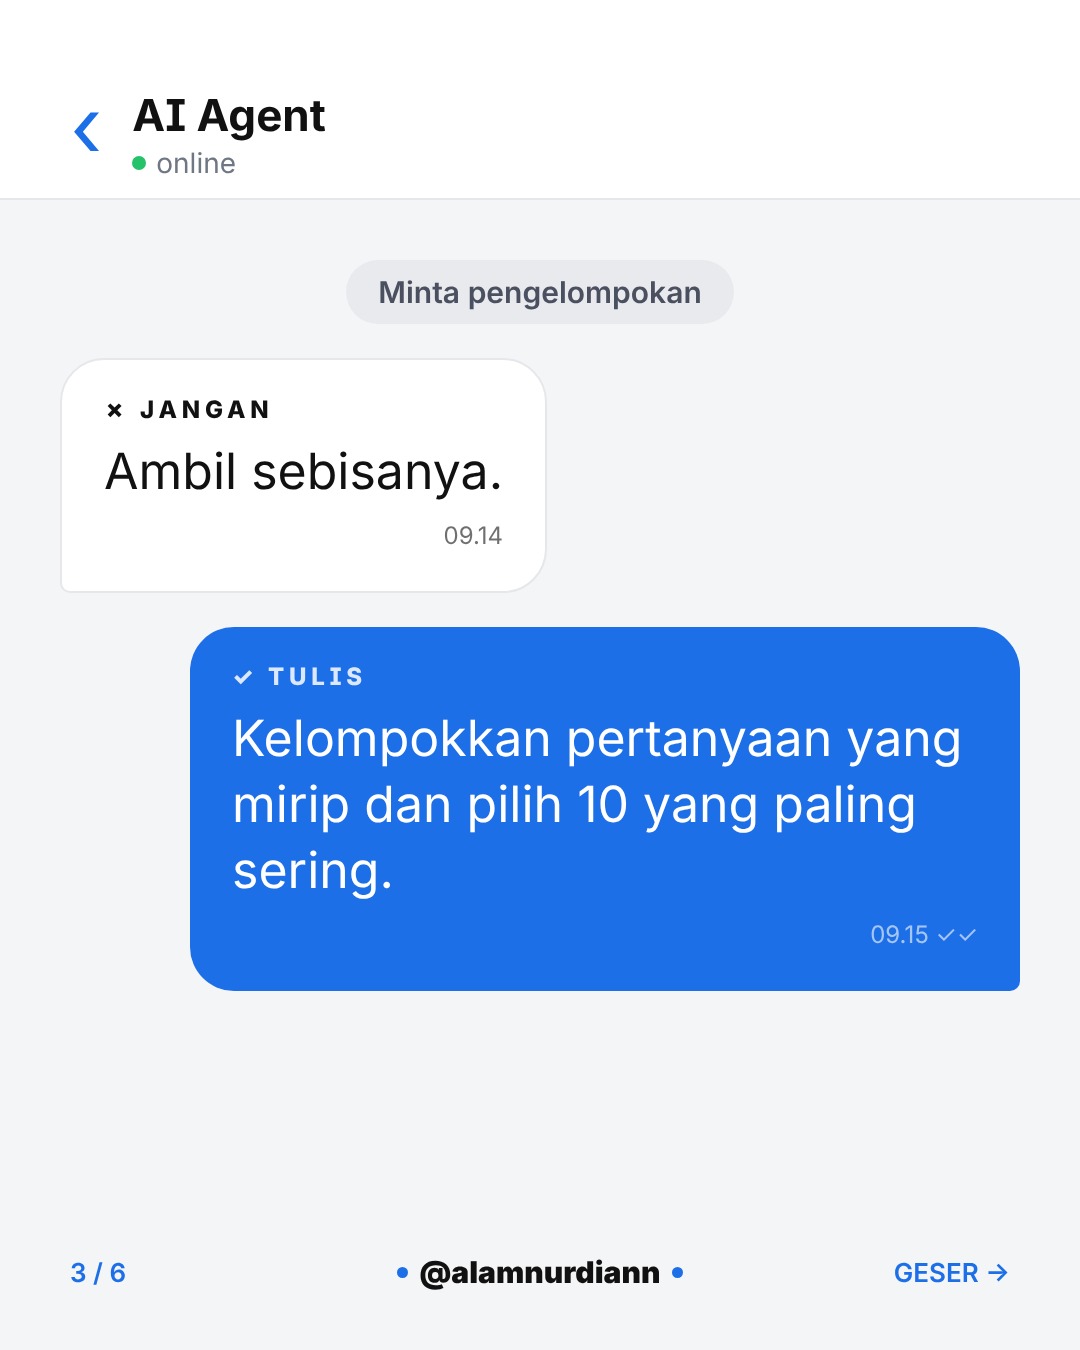 AI Agent
online
Minta pengelompokan
× JANGAN
Ambil sebisanya.
09.14
✓ TULIS
Kelompokkan pertanyaan yang
mirip dan pilih 10 yang paling
sering.
09.15 ✓✓
3 / 6
• @alamnurdiann •
GESER →